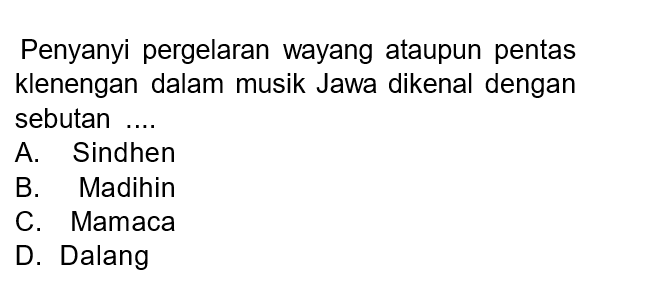 Penyanyi pergelaran wayang ataupun pentas
klenengan dalam musik Jawa dikenal dengan
sebutan ....
A. Sindhen
B. Madihin
C. Mamaca
D. Dalang